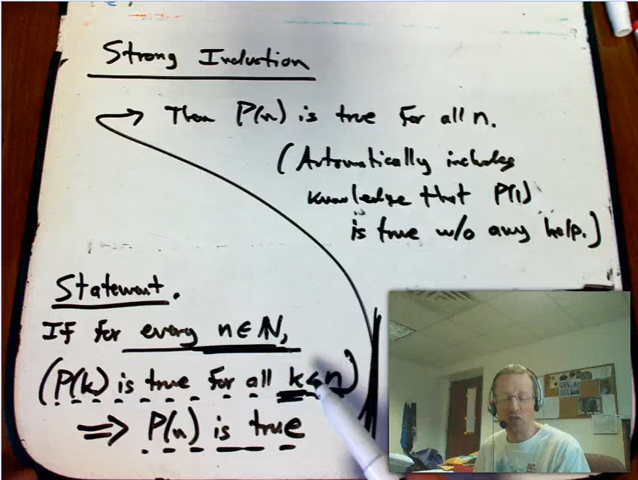 Strong Induction
Then P(n) is true for all n.
(Automatically includes
knowledge that P(1)
is true w/o any help.)
Statement.
If for every n∈ℕ,
(P(k) is true for all k<n)
⇒ P(n) is true